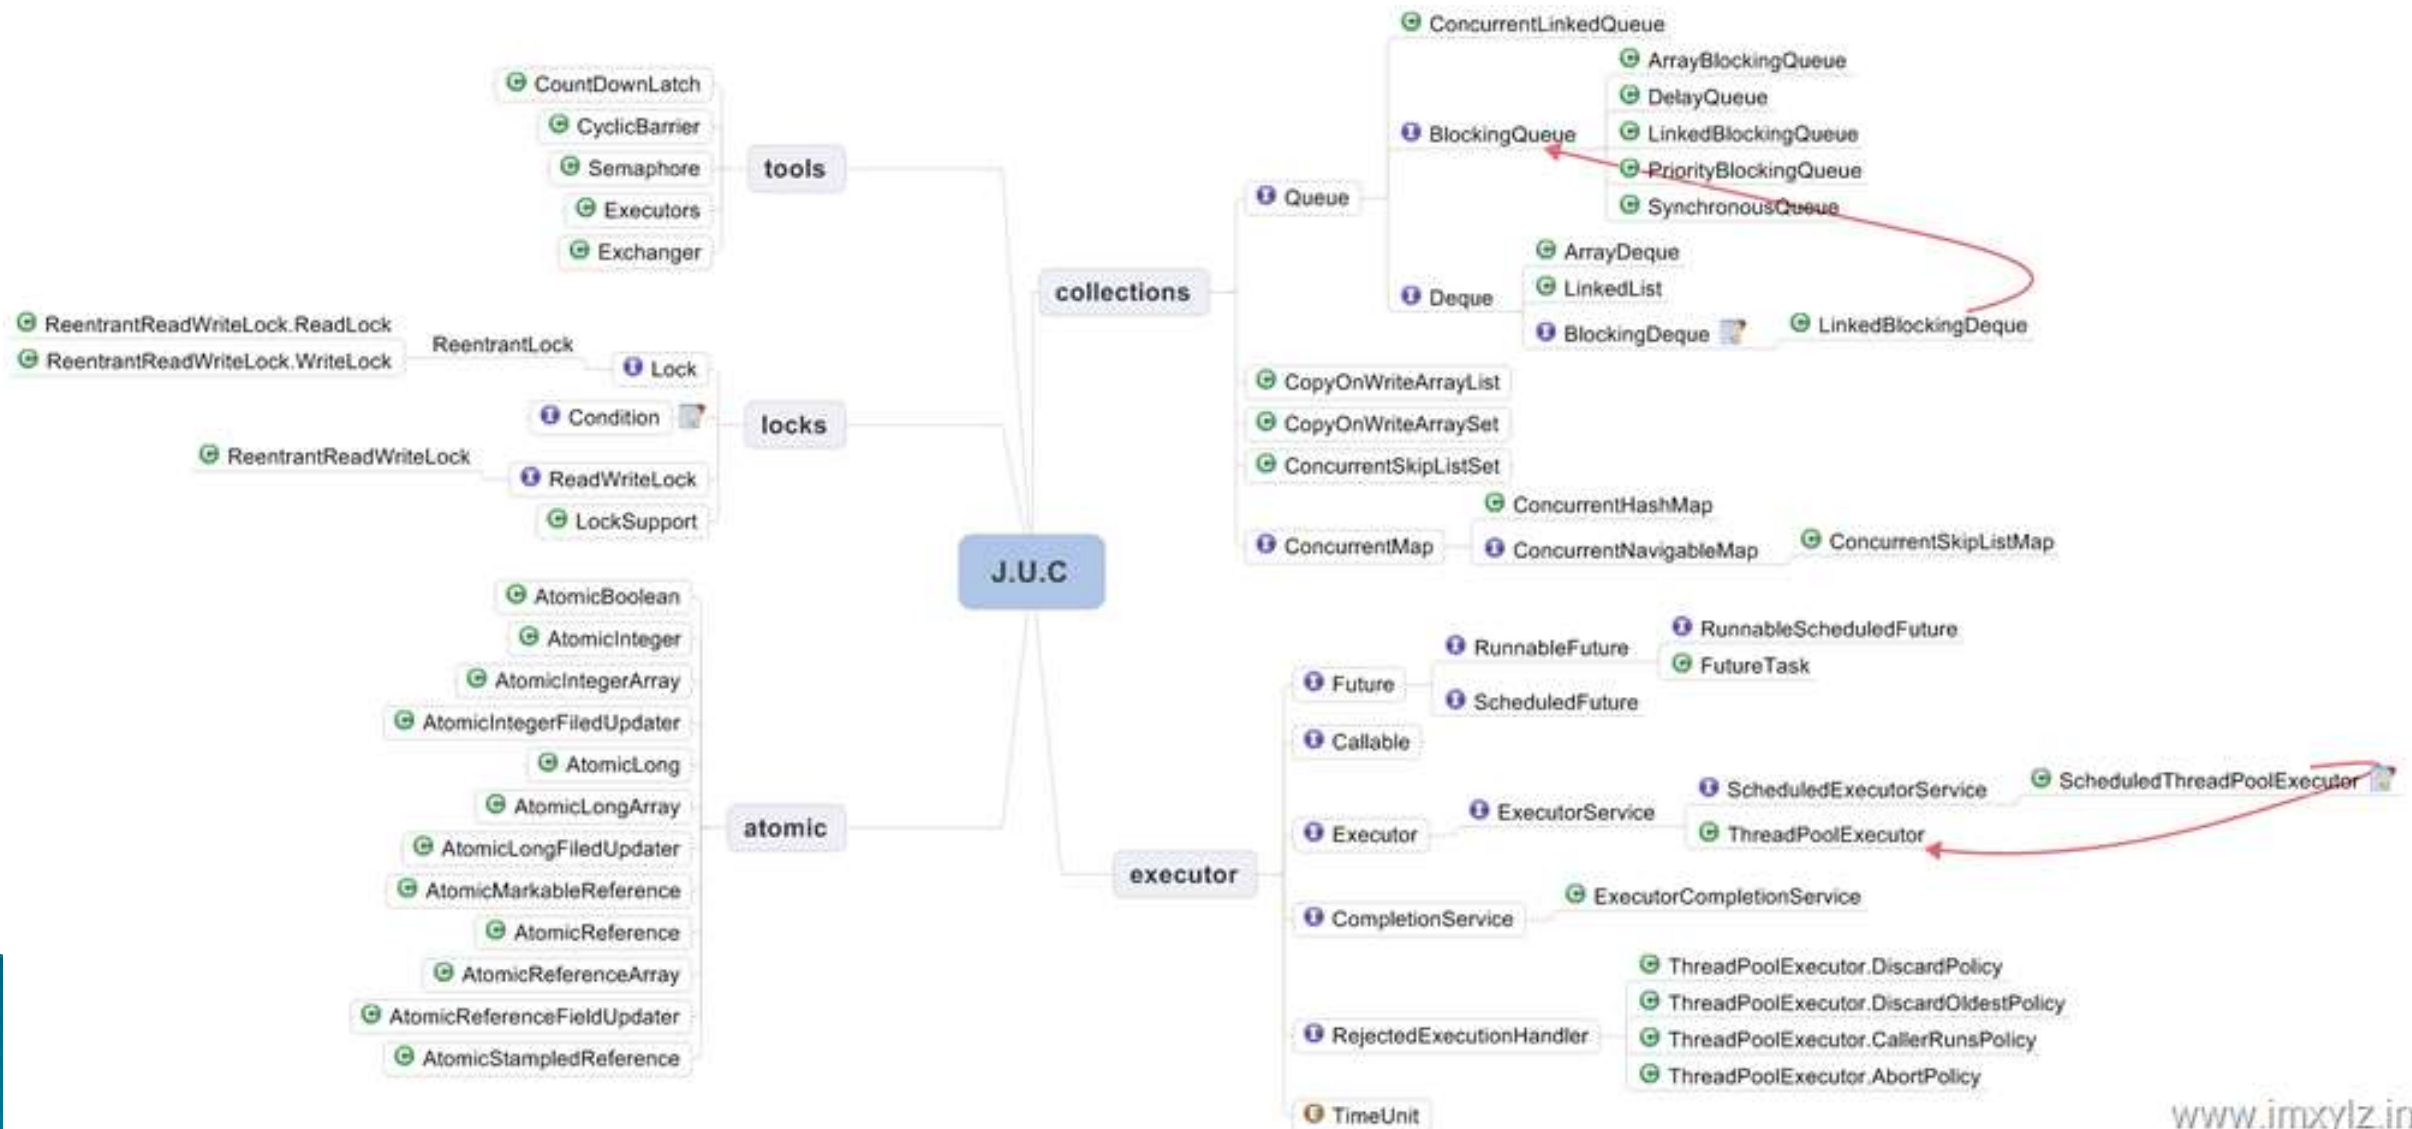 CountDownLatch
CyclicBarrier
Semaphore
Executors
Exchanger
tools
ReentrantReadWriteLock.ReadLock
ReentrantReadWriteLock.WriteLock
ReentrantLock
Lock
Condition
ReentrantReadWriteLock
ReadWriteLock
LockSupport
locks
AtomicBoolean
AtomicInteger
AtomicIntegerArray
AtomicIntegerFiledUpdater
AtomicLong
AtomicLongArray
AtomicLongFiledUpdater
AtomicMarkableReference
AtomicReference
AtomicReferenceArray
AtomicReferenceFieldUpdater
AtomicStampedReference
atomic
J.U.C
collections
Queue
ConcurrentLinkedQueue
BlockingQueue
ArrayBlockingQueue
DelayQueue
LinkedBlockingQueue
PriorityBlockingQueue
SynchronousQueue
Deque
ArrayDeque
LinkedList
BlockingDeque
LinkedBlockingDeque
CopyOnWriteArrayList
CopyOnWriteArraySet
ConcurrentSkipListSet
ConcurrentMap
ConcurrentHashMap
ConcurrentNavigableMap
ConcurrentSkipListMap
executor
Future
RunnableFuture
RunnableScheduledFuture
FutureTask
ScheduledFuture
Callable
Executor
ExecutorService
ScheduledExecutorService
ScheduledThreadPoolExecutor
ThreadPoolExecutor
CompletionService
ExecutorCompletionService
RejectedExecutionHandler
ThreadPoolExecutor.DiscardPolicy
ThreadPoolExecutor.DiscardOldestPolicy
ThreadPoolExecutor.CallerRunsPolicy
ThreadPoolExecutor.AbortPolicy
TimeUnit
www.imxylz.in